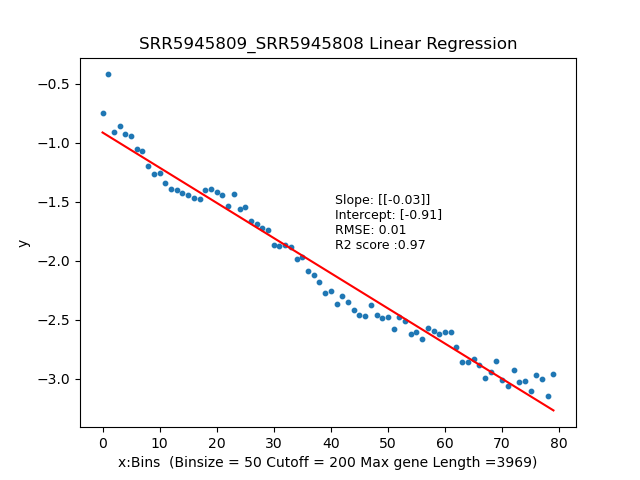 SRR5945809_SRR5945808 Linear Regression
−0.5
−1.0
−1.5
−2.0
−2.5
−3.0
y
Slope: [[-0.03]]
Intercept: [-0.91]
RMSE: 0.01
R2 score :0.97
0 10 20 30 40 50 60 70 80
x:Bins  (Binsize = 50 Cutoff = 200 Max gene Length =3969)